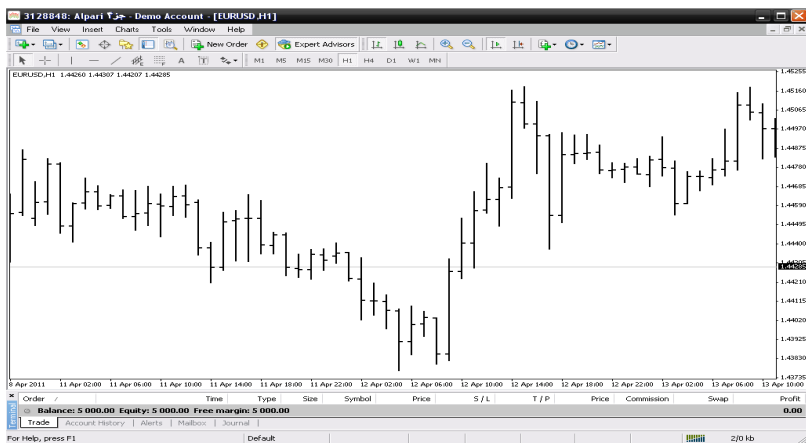 3128848: Alpari جزء٢ - Demo Account - [EURUSD,H1]
File View Insert Charts Tools Window Help
New Order Expert Advisors
A T M1 M5 M15 M30 H1 H4 D1 W1 MN
EURUSD,H1 1.44260 1.44307 1.44207 1.44285
1.45255
1.45160
1.45065
1.44970
1.44875
1.44780
1.44685
1.44590
1.44495
1.44400
1.44305
1.44285
1.44210
1.44115
1.44020
1.43925
1.43830
1.43735
8 Apr 2011 11 Apr 02:00 11 Apr 06:00 11 Apr 10:00 11 Apr 14:00 11 Apr 18:00 11 Apr 22:00 12 Apr 02:00 12 Apr 06:00 12 Apr 10:00 12 Apr 14:00 12 Apr 18:00 12 Apr 22:00 13 Apr 02:00 13 Apr 06:00 13 Apr 10:00
Order / Time Type Size Symbol Price S / L T / P Price Commission Swap Profit
Balance: 5 000.00 Equity: 5 000.00 Free margin: 5 000.00 0.00
Terminal
Trade Account History Alerts Mailbox Journal
For Help, press F1 Default 2/0 kb